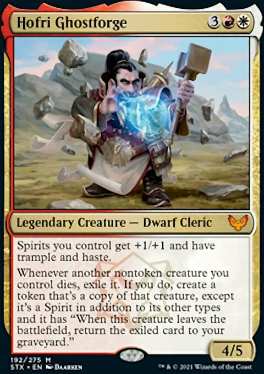 Hofri Ghostforge 3
Legendary Creature — Dwarf Cleric
Spirits you control get +1/+1 and have
trample and haste.
Whenever another nontoken creature you
control dies, exile it. If you do, create a
token that's a copy of that creature, except
it's a Spirit in addition to its other types
and it has "When this creature leaves the
battlefield, return the exiled card to your
graveyard."
4/5
192/275 M
STX • EN Daarken
™ & © 2021 Wizards of the Coast